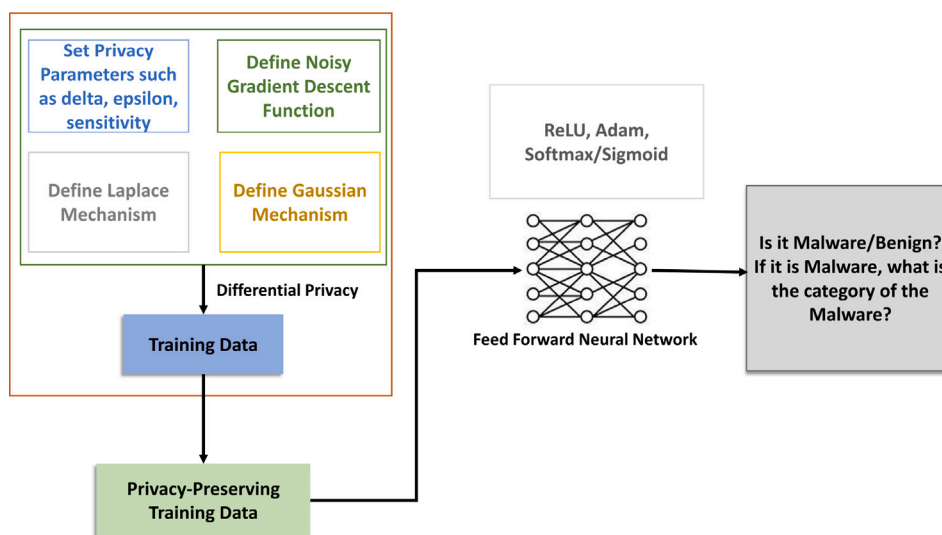 Set Privacy
Parameters such
as delta, epsilon,
sensitivity
Define Noisy
Gradient Descent
Function
Define Laplace
Mechanism
Define Gaussian
Mechanism
Differential Privacy
Training Data
Privacy-Preserving
Training Data
ReLU, Adam,
Softmax/Sigmoid
Feed Forward Neural Network
Is it Malware/Benign?
If it is Malware, what is
the category of the
Malware?